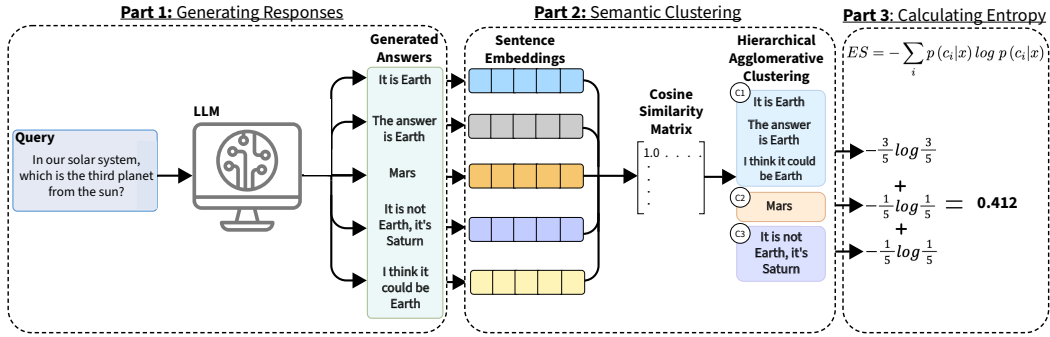 Part 1: Generating Responses
Query
In our solar system,
which is the third planet
from the sun?
LLM
Generated
Answers
It is Earth
The answer
is Earth
Mars
It is not
Earth, it's
Saturn
I think it
could be
Earth
Part 2: Semantic Clustering
Sentence
Embeddings
Cosine
Similarity
Matrix
1.0 . . . .
.
.
.
.
Hierarchical
Agglomerative
Clustering
C1
It is Earth
The answer
is Earth
I think it could
be Earth
C2
Mars
C3
It is not
Earth, it's
Saturn
Part 3: Calculating Entropy
ES = − ∑i p (ci|x) log p (ci|x)
− 3/5 log 3/5
+
− 1/5 log 1/5 = 0.412
+
− 1/5 log 1/5